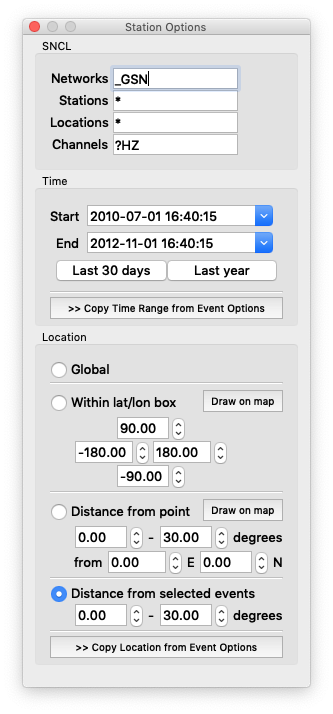 Station Options
SNCL
Networks _GSN
Stations *
Locations *
Channels ?HZ
Time
Start 2010-07-01 16:40:15
End 2012-11-01 16:40:15
Last 30 days Last year
>> Copy Time Range from Event Options
Location
Global
Within lat/lon box Draw on map
90.00
-180.00 180.00
-90.00
Distance from point Draw on map
0.00 - 30.00 degrees
from 0.00 E 0.00 N
Distance from selected events
0.00 - 30.00 degrees
>> Copy Location from Event Options